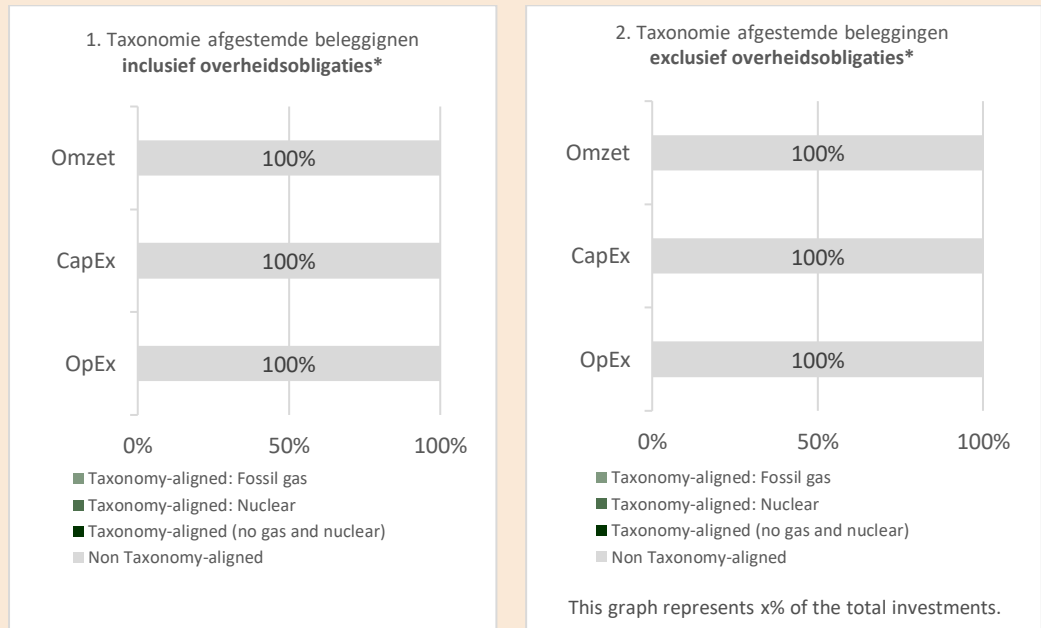 1. Taxonomie afgestemde beleggignen
inclusief overheidsobligaties*
Omzet
100%
CapEx
100%
OpEx
100%
0%
50%
100%
Taxonomy-aligned: Fossil gas
Taxonomy-aligned: Nuclear
Taxonomy-aligned (no gas and nuclear)
Non Taxonomy-aligned
2. Taxonomie afgestemde beleggingen
exclusief overheidsobligaties*
Omzet
100%
CapEx
100%
OpEx
100%
0%
50%
100%
Taxonomy-aligned: Fossil gas
Taxonomy-aligned: Nuclear
Taxonomy-aligned (no gas and nuclear)
Non Taxonomy-aligned
This graph represents x% of the total investments.